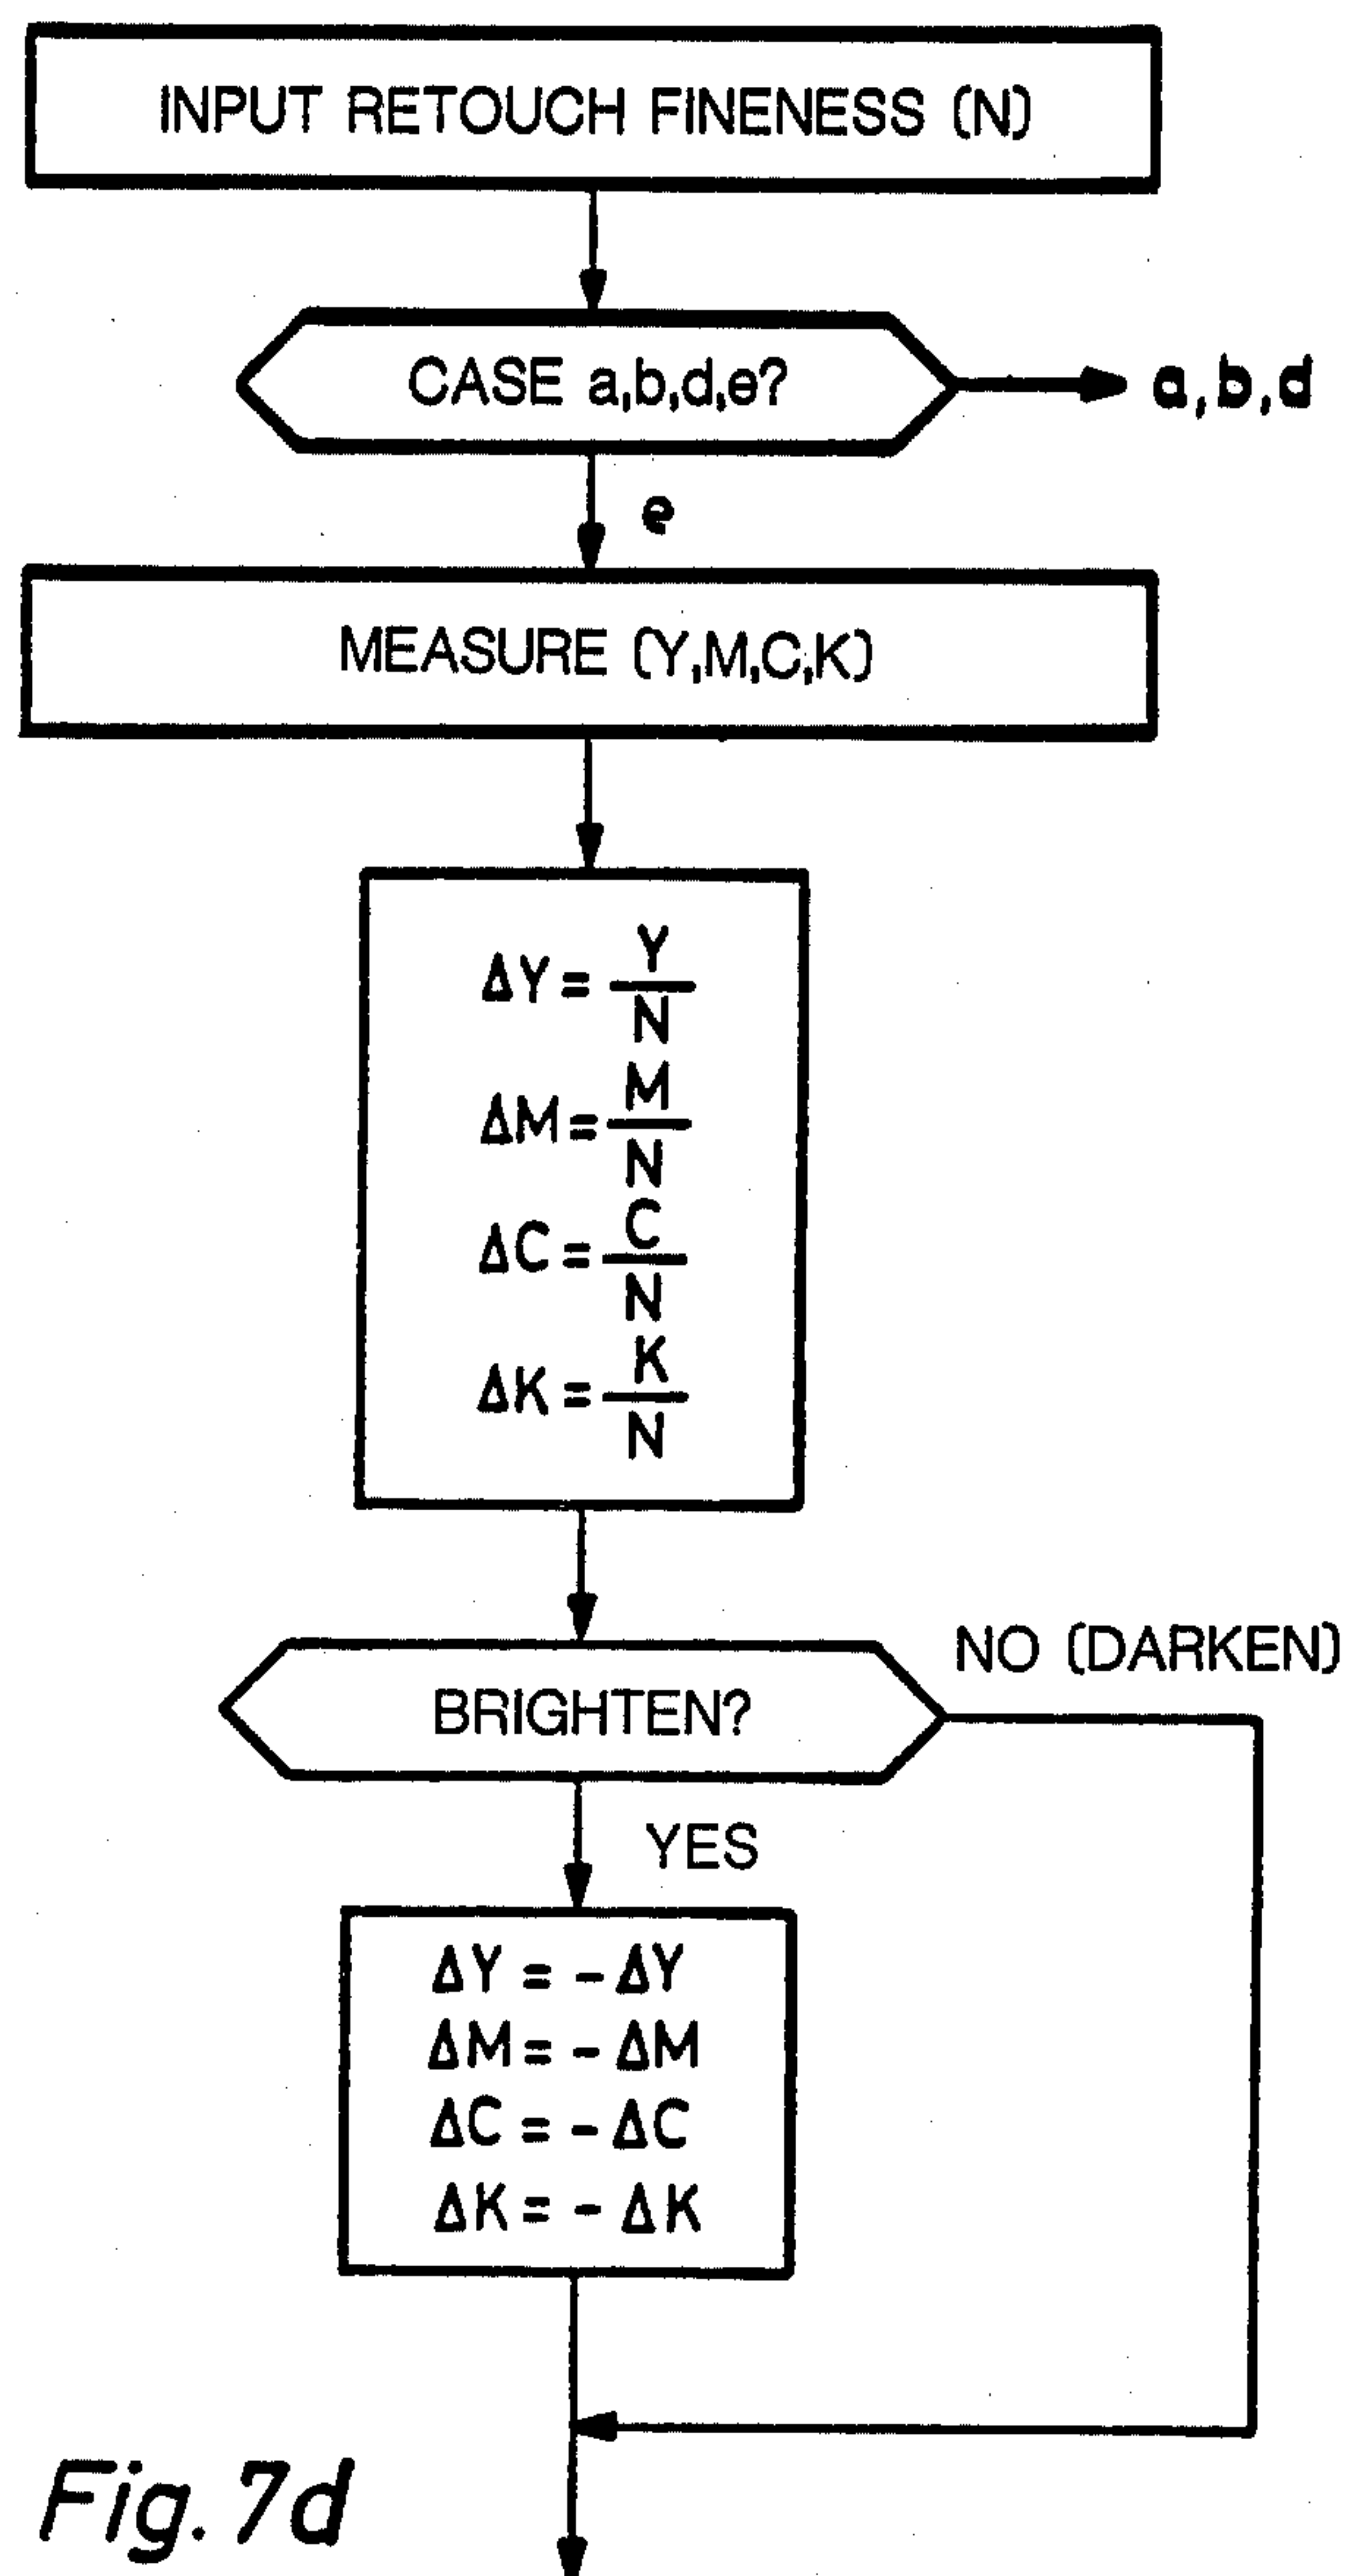 INPUT RETOUCH FINENESS (N)
CASE a,b,d,e?
a,b,d
e
MEASURE (Y,M,C,K)
ΔY = Y/N
ΔM = M/N
ΔC = C/N
ΔK = K/N
BRIGHTEN?
NO (DARKEN)
YES
ΔY = - ΔY
ΔM = - ΔM
ΔC = - ΔC
ΔK = - ΔK
Fig. 7d